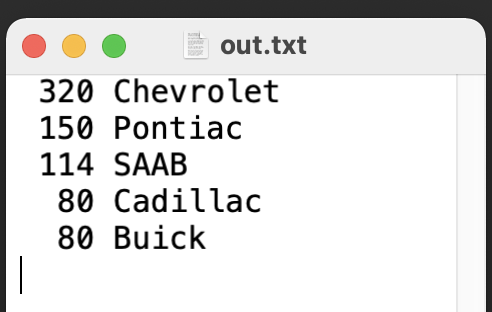 out.txt
320 Chevrolet
150 Pontiac
114 SAAB
80 Cadillac
80 Buick